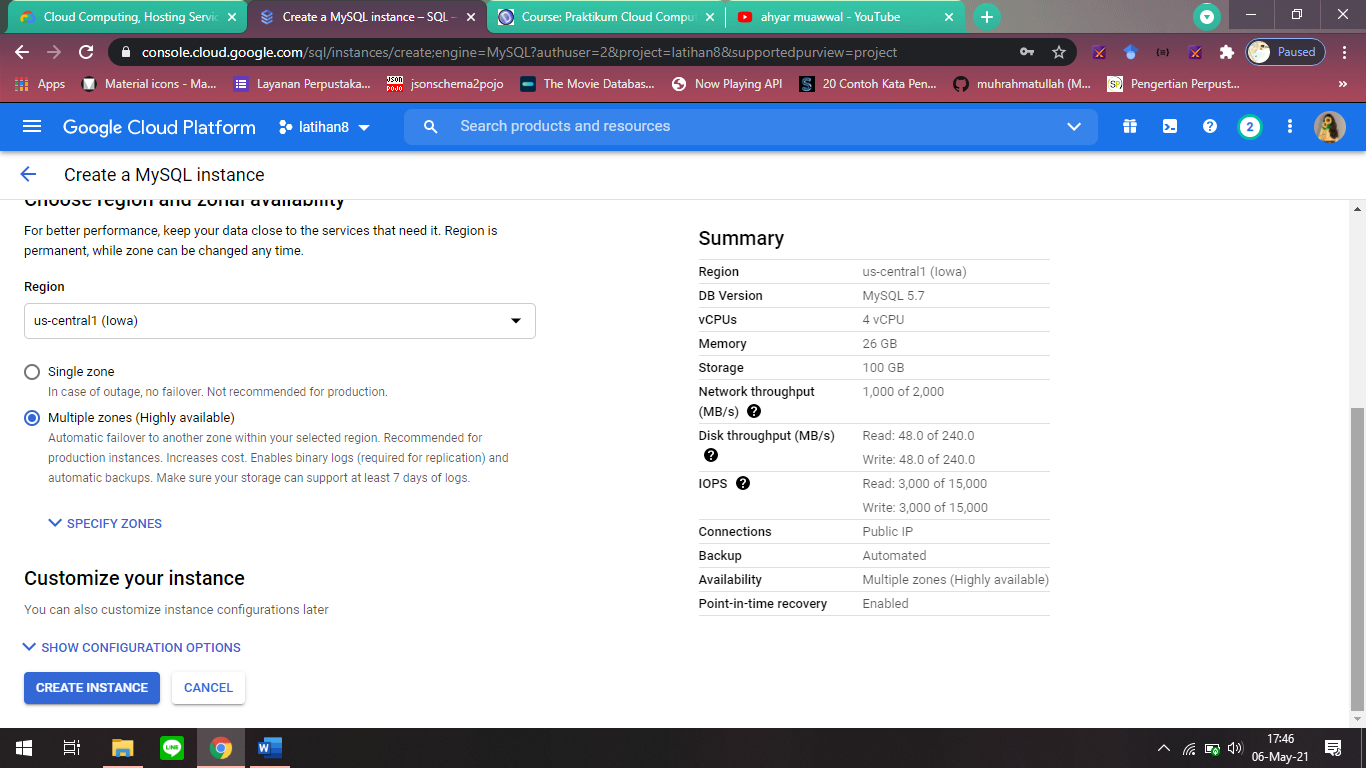 Cloud Computing, Hosting Servic
Create a MySQL instance – SQL –
Course: Praktikum Cloud Comput
ahyar muawwal - YouTube
console.cloud.google.com/sql/instances/create;engine=MySQL?authuser=2&project=latihan8&supportedpurview=project
Paused
Apps
Material icons - Ma...
Layanan Perpustaka...
JSON POJO
jsonschema2pojo
The Movie Databas...
Now Playing API
20 Contoh Kata Pen...
muhrahmatullah (M...
Pengertian Perpust...
»
Google Cloud Platform
latihan8
Search products and resources
2
Create a MySQL instance
Choose region and zonal availability
For better performance, keep your data close to the services that need it. Region is
permanent, while zone can be changed any time.
Region
us-central1 (Iowa)
Single zone
In case of outage, no failover. Not recommended for production.
Multiple zones (Highly available)
Automatic failover to another zone within your selected region. Recommended for
production instances. Increases cost. Enables binary logs (required for replication) and
automatic backups. Make sure your storage can support at least 7 days of logs.
SPECIFY ZONES
Customize your instance
You can also customize instance configurations later
SHOW CONFIGURATION OPTIONS
CREATE INSTANCE
CANCEL
Summary
Region us-central1 (Iowa)
DB Version MySQL 5.7
vCPUs 4 vCPU
Memory 26 GB
Storage 100 GB
Network throughput 1,000 of 2,000
(MB/s)
Disk throughput (MB/s) Read: 48.0 of 240.0
Write: 48.0 of 240.0
IOPS Read: 3,000 of 15,000
Write: 3,000 of 15,000
Connections Public IP
Backup Automated
Availability Multiple zones (Highly available)
Point-in-time recovery Enabled
LINE
W
17:46
06-May-21